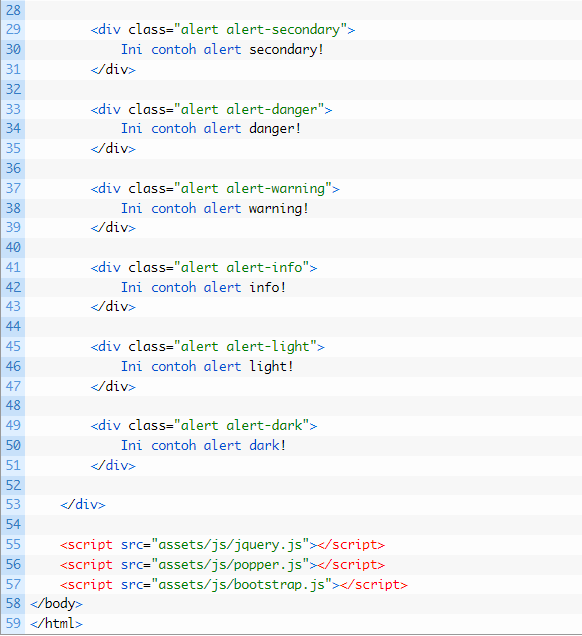 28
29         <div class="alert alert-secondary">
30             Ini contoh alert secondary!
31         </div>
32
33         <div class="alert alert-danger">
34             Ini contoh alert danger!
35         </div>
36
37         <div class="alert alert-warning">
38             Ini contoh alert warning!
39         </div>
40
41         <div class="alert alert-info">
42             Ini contoh alert info!
43         </div>
44
45         <div class="alert alert-light">
46             Ini contoh alert light!
47         </div>
48
49         <div class="alert alert-dark">
50             Ini contoh alert dark!
51         </div>
52
53     </div>
54
55     <script src="assets/js/jquery.js"></script>
56     <script src="assets/js/popper.js"></script>
57     <script src="assets/js/bootstrap.js"></script>
58 </body>
59 </html>